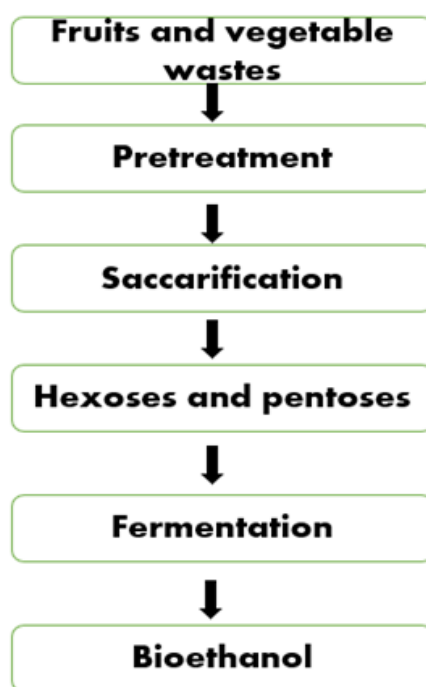 Fruits and vegetable
wastes
Pretreatment
Saccarification
Hexoses and pentoses
Fermentation
Bioethanol